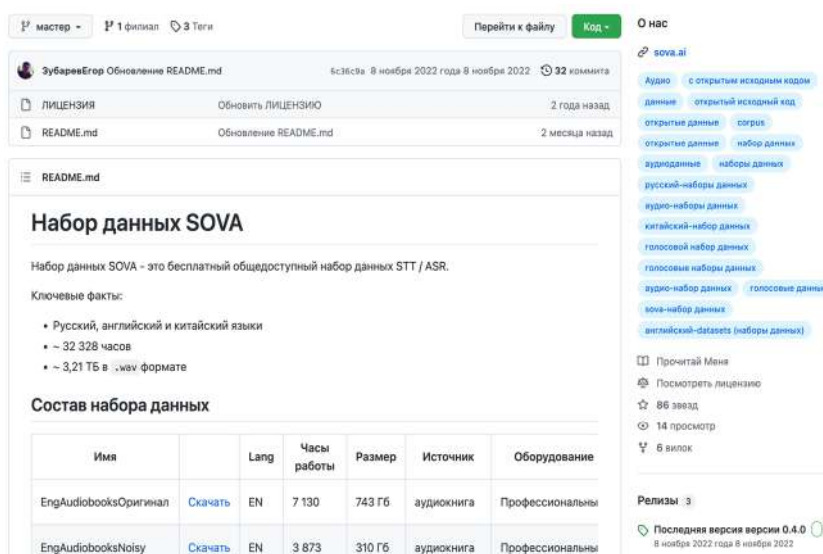 мастер
1 филиал
3 Теги
Перейти к файлу
Код
ЗубаревЕгор Обновление README.md
6c36c9a 8 ноября 2022 года 8 ноября 2022
32 коммита
ЛИЦЕНЗИЯ Обновить ЛИЦЕНЗИЮ 2 года назад
README.md Обновление README.md 2 месяца назад
README.md
Набор данных SOVA
Набор данных SOVA - это бесплатный общедоступный набор данных STT / ASR.
Ключевые факты:
• Русский, английский и китайский языки
• ~ 32 328 часов
• ~ 3,21 ТБ в .wav формате
Состав набора данных
Имя Lang Часы работы Размер Источник Оборудование
EngAudiobooksОригинал Скачать EN 7 130 743 Гб аудиокнига Профессиональны
EngAudiobooksNoisy Скачать EN 3 873 310 Гб аудиокнига Профессиональны
О нас
sova.ai
Аудио с открытым исходным кодом
данные открытый исходный код
открытые данные corpus
открытые данные набор данных
аудиоданные наборы данных
русский-наборы данных
аудио-наборы данных
китайский-набор данных
голосовой набор данных
голосовые наборы данных
аудио-набор данных голосовые данны
sova-набор данных
английский-datasets (наборы данных)
Прочитай Меня
Посмотреть лицензию
86 звезд
14 просмотр
6 вилок
Релизы 3
Последняя версия версии 0.4.0
8 ноября 2022 года 8 ноября 2022